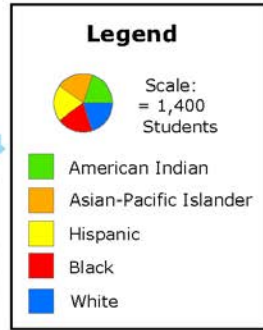 Legend
Scale:
= 1,400
Students
American Indian
Asian-Pacific Islander
Hispanic
Black
White